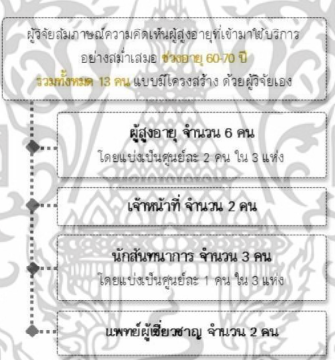 ผู้วิจัยสัมภาษณ์ความคิดเห็นผู้สูงอายุที่เข้ามาใช้บริการ
อย่างสม่ำเสมอ ช่วงอายุ 60-70 ปี
รวมทั้งหมด 13 คน แบบมีโครงสร้าง ด้วยผู้วิจัยเอง
ผู้สูงอายุ จำนวน 6 คน
โดยแบ่งเป็นศูนย์ละ 2 คน ใน 3 แห่ง
เจ้าหน้าที่ จำนวน 2 คน
นักสันทนาการ จำนวน 3 คน
โดยแบ่งเป็นศูนย์ละ 1 คน ใน 3 แห่ง
แพทย์ผู้เชี่ยวชาญ จำนวน 2 คน